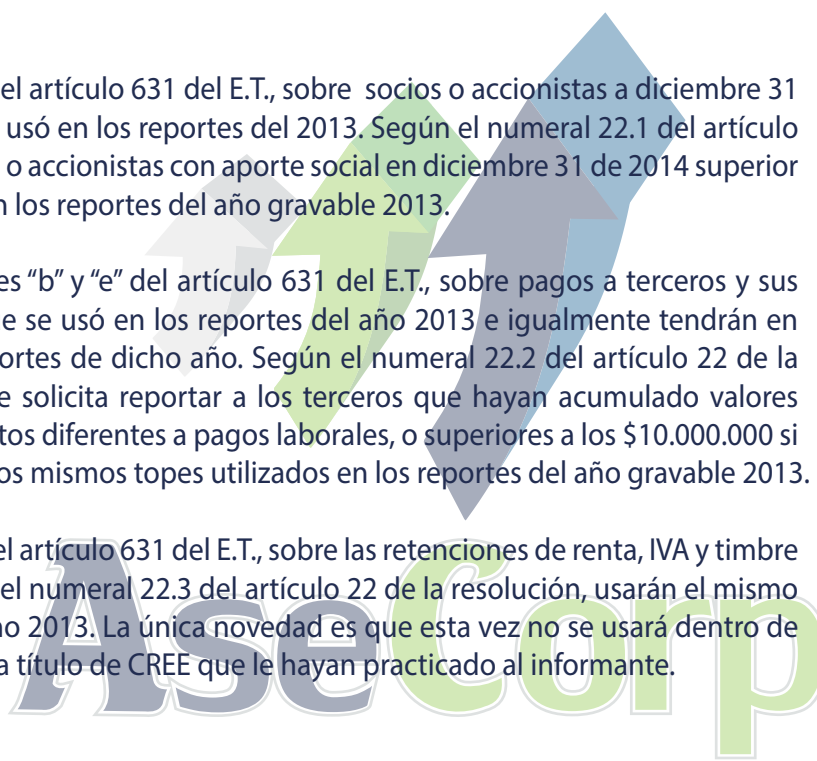 el artículo 631 del E.T., sobre socios o accionistas a diciembre 31
usó en los reportes del 2013. Según el numeral 22.1 del artículo
o accionistas con aporte social en diciembre 31 de 2014 superior
n los reportes del año gravable 2013.
es “b” y “e” del artículo 631 del E.T., sobre pagos a terceros y sus
e se usó en los reportes del año 2013 e igualmente tendrán en
ortes de dicho año. Según el numeral 22.2 del artículo 22 de la
e solicita reportar a los terceros que hayan acumulado valores
tos diferentes a pagos laborales, o superiores a los $10.000.000 si
os mismos topes utilizados en los reportes del año gravable 2013.
el artículo 631 del E.T., sobre las retenciones de renta, IVA y timbre
el numeral 22.3 del artículo 22 de la resolución, usarán el mismo
no 2013. La única novedad es que esta vez no se usará dentro de
a título de CREE que le hayan practicado al informante.
AseCorp